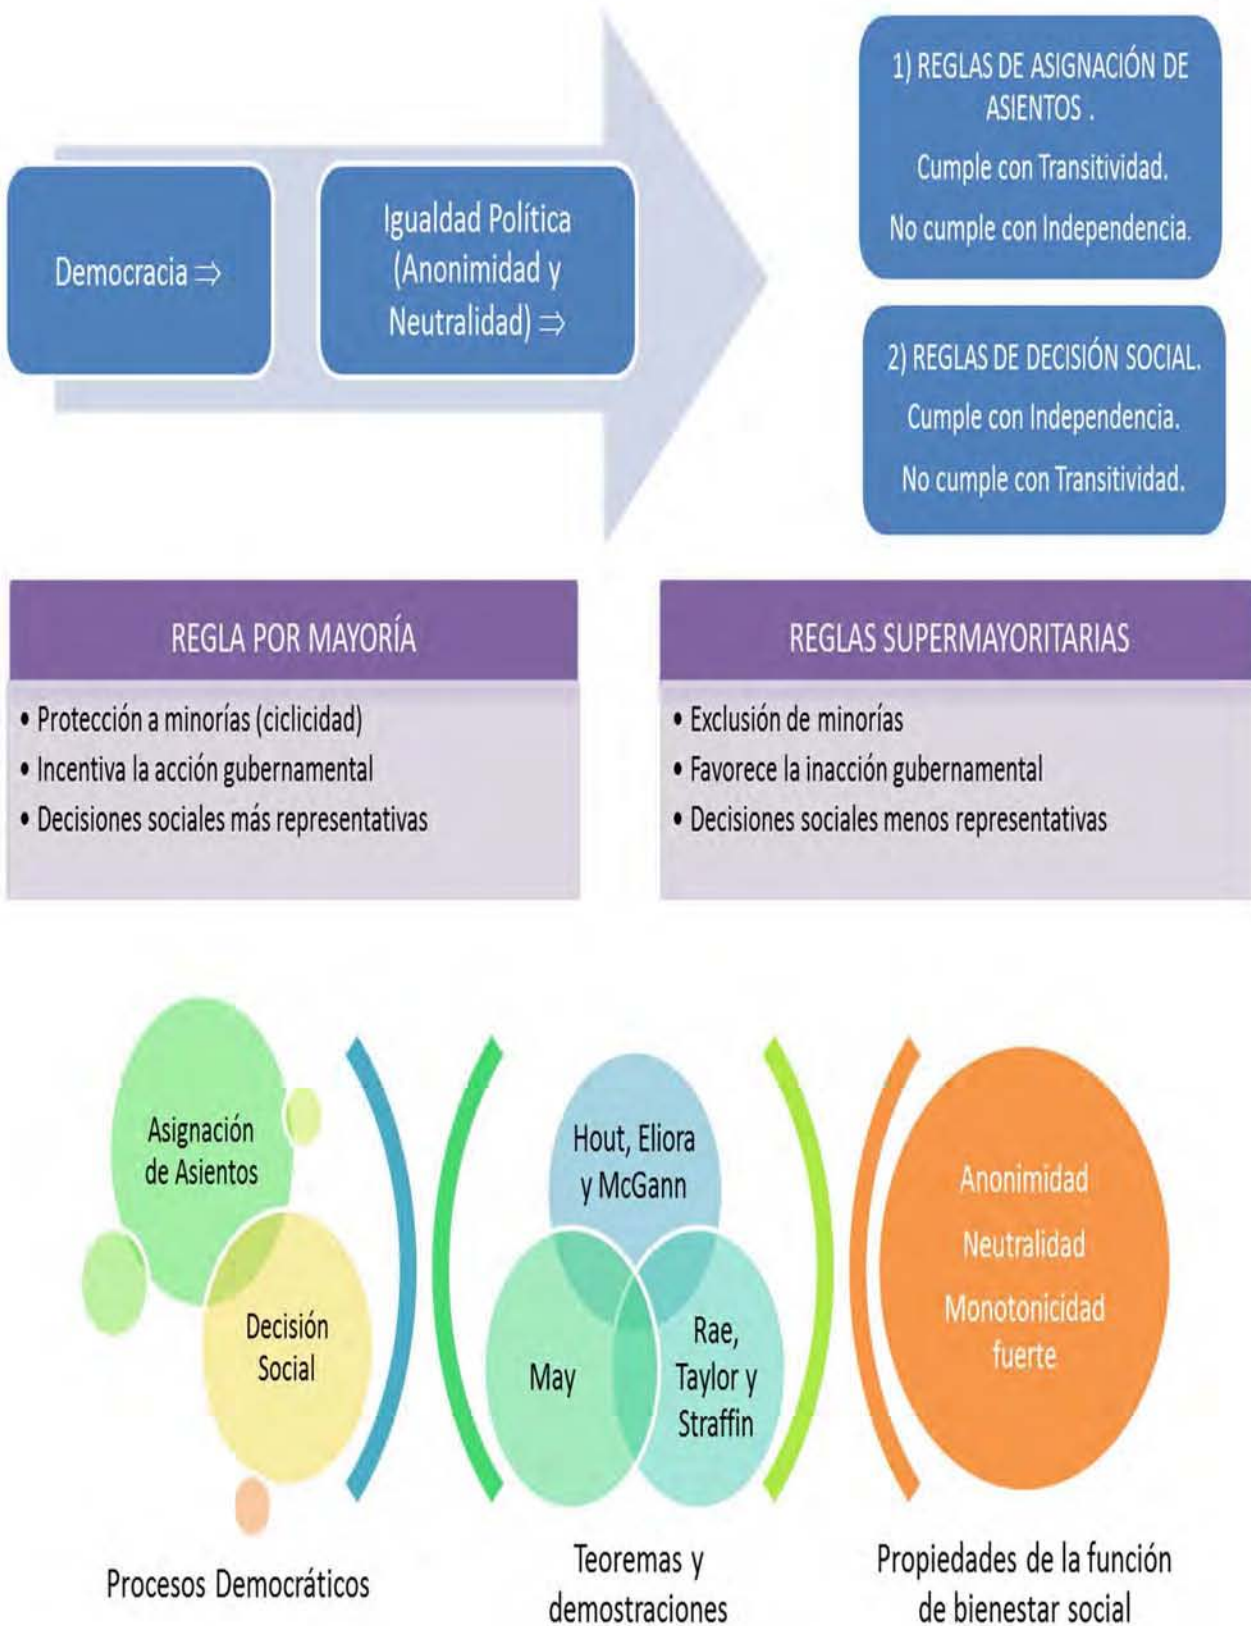 Democracia ⇒
Igualdad Política
(Anonimidad y
Neutralidad) ⇒
1) REGLAS DE ASIGNACIÓN DE
ASIENTOS .
Cumple con Transitividad.
No cumple con Independencia.
2) REGLAS DE DECISIÓN SOCIAL.
Cumple con Independencia.
No cumple con Transitividad.
REGLA POR MAYORÍA
• Protección a minorías (ciclicidad)
• Incentiva la acción gubernamental
• Decisiones sociales más representativas
REGLAS SUPERMAYORITARIAS
• Exclusión de minorías
• Favorece la inacción gubernamental
• Decisiones sociales menos representativas
Asignación
de Asientos
Decisión
Social
Procesos Democráticos
Hout, Eliora
y McGann
May
Rae,
Taylor y
Straffin
Teoremas y
demostraciones
Anonimidad
Neutralidad
Monotonicidad
fuerte
Propiedades de la función
de bienestar social